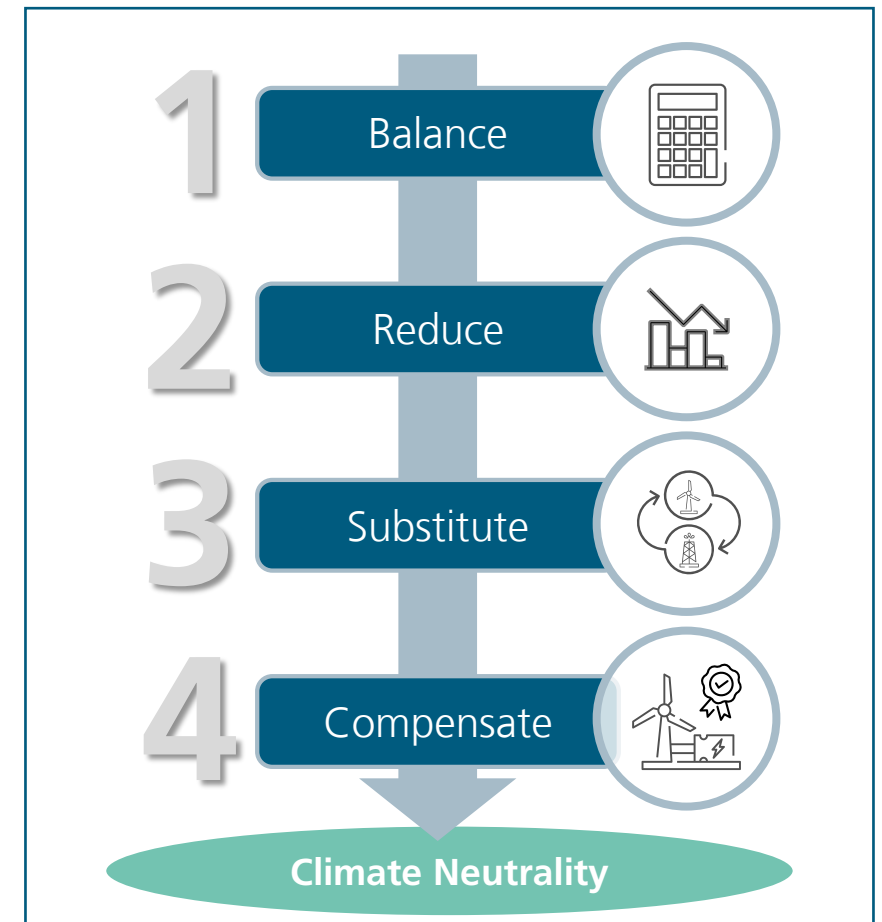 1
Balance
2
Reduce
3
Substitute
4
Compensate
Climate Neutrality